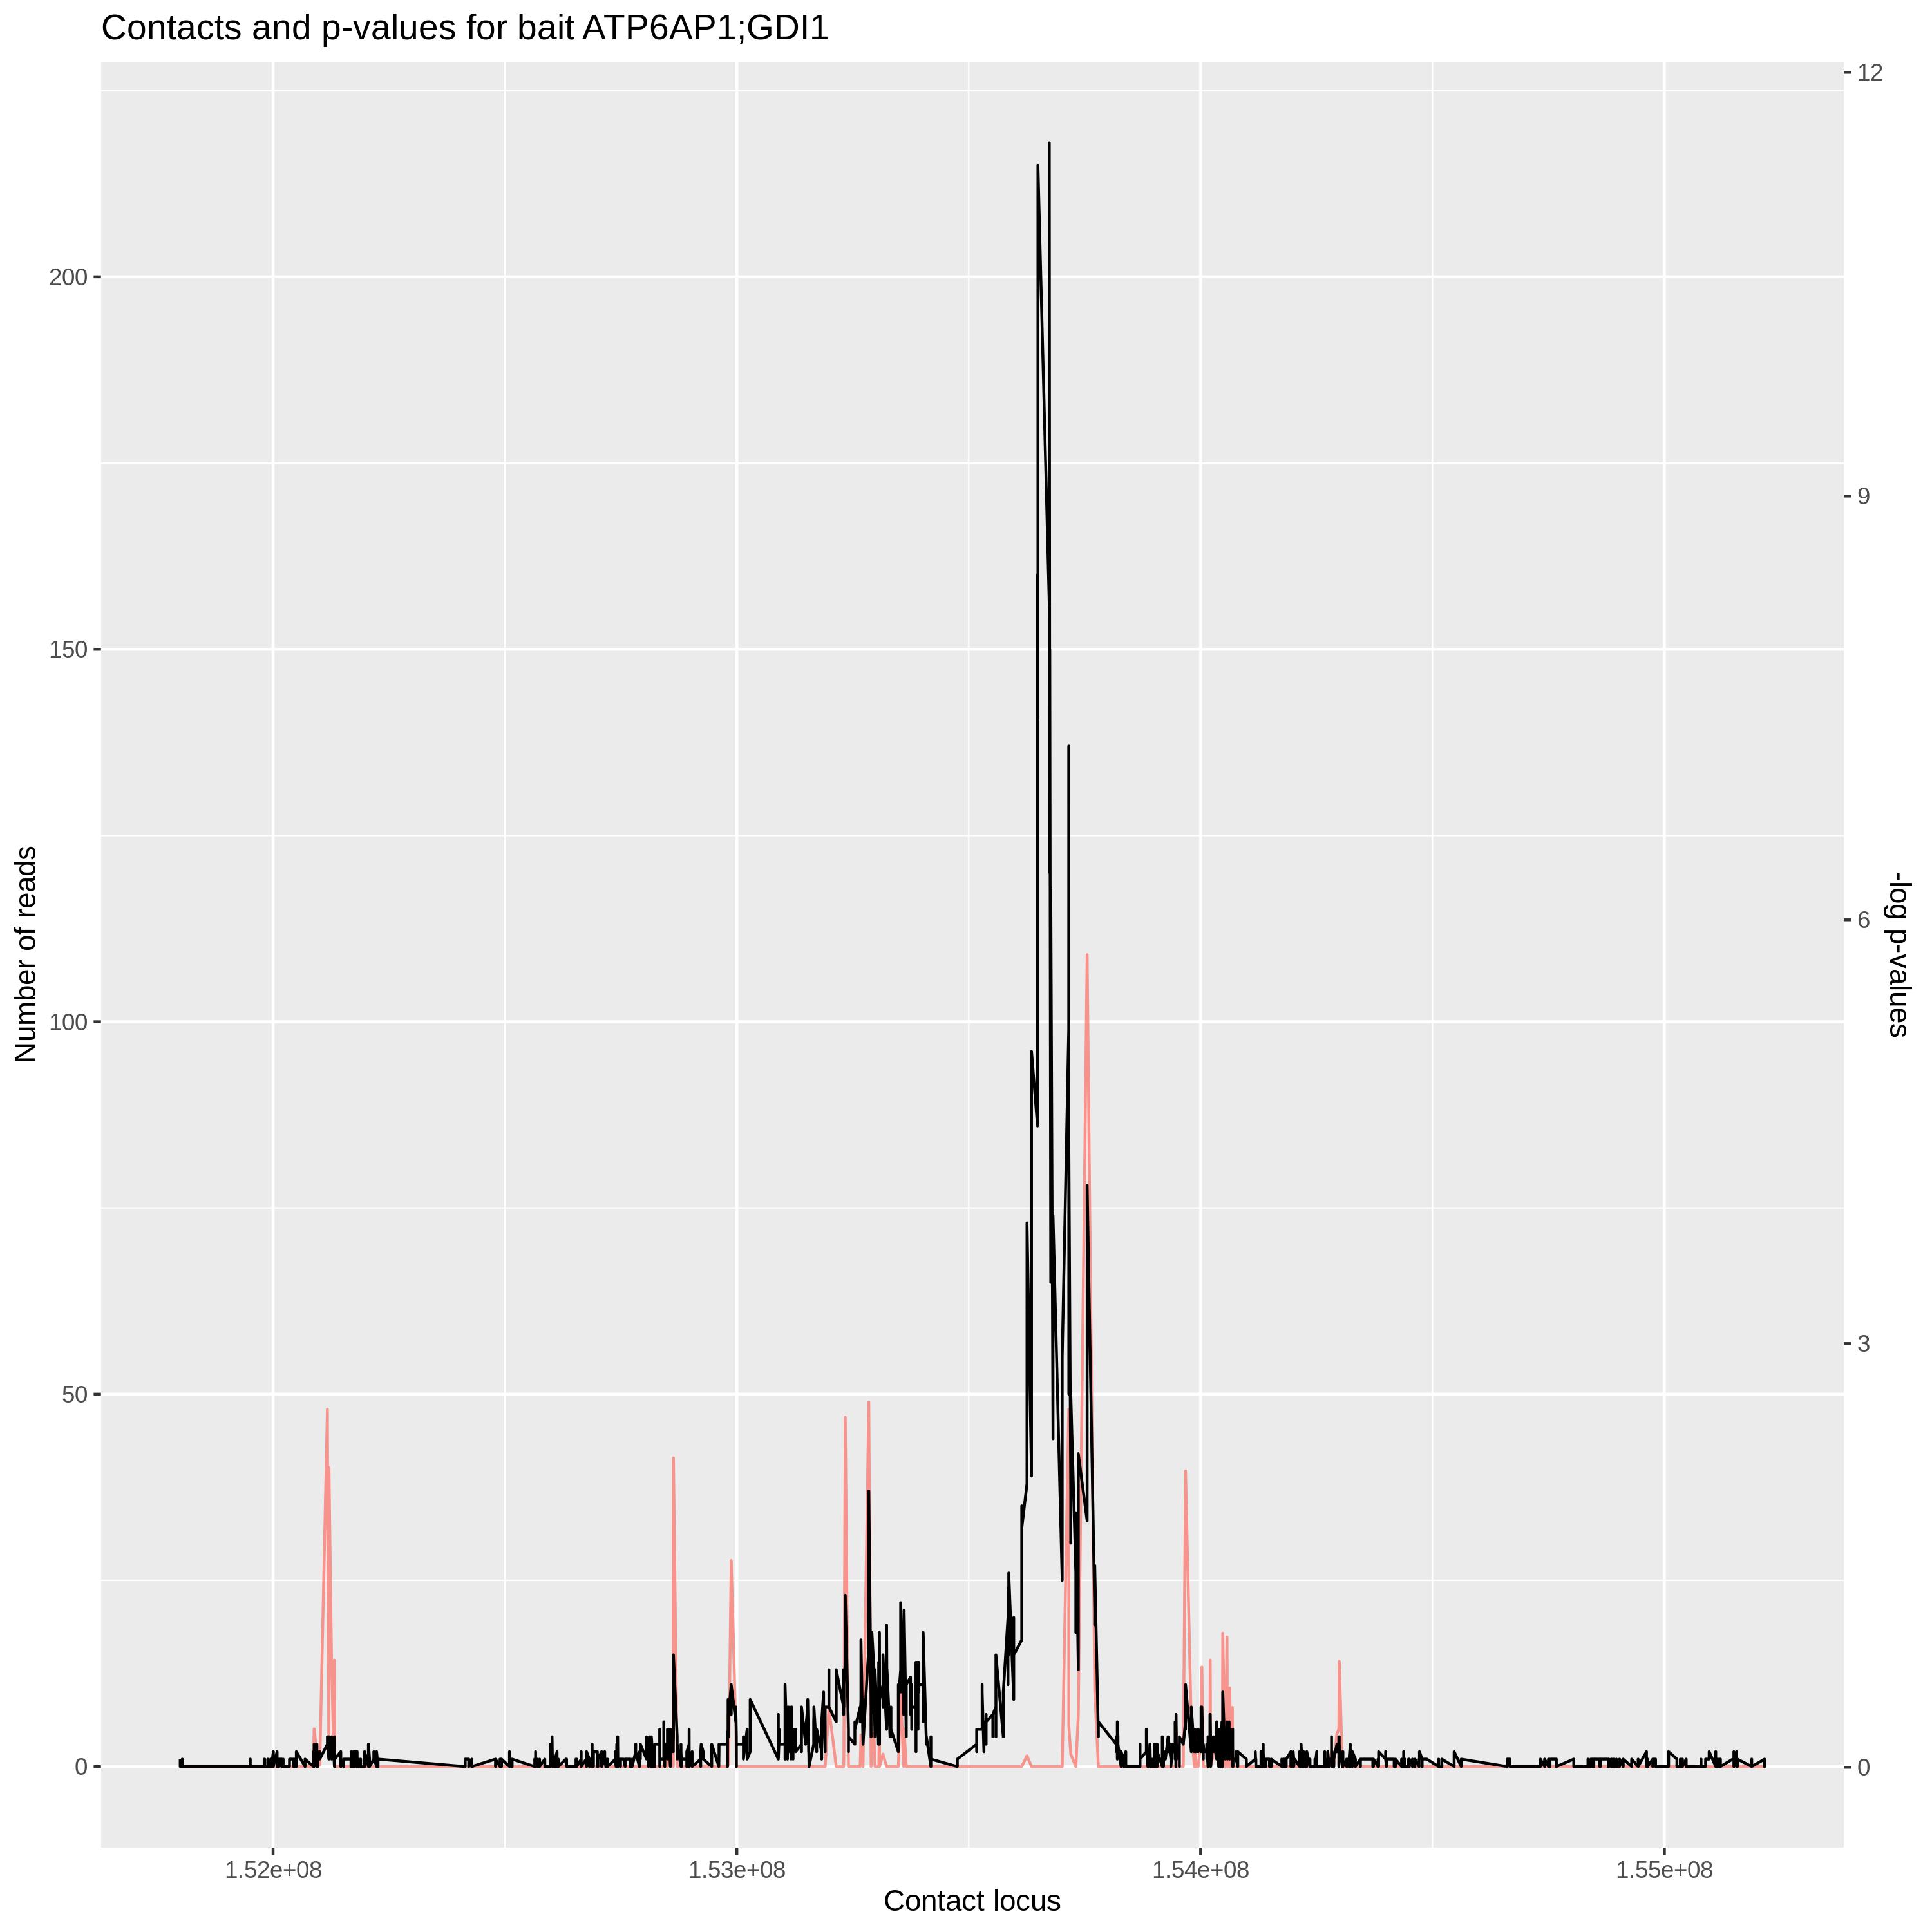 Contacts and p-values for bait ATP6AP1;GDI1
12
9
6
3
0
200
150
100
50
0
Number of reads
-log p-values
1.52e+08
1.53e+08
1.54e+08
1.55e+08
Contact locus